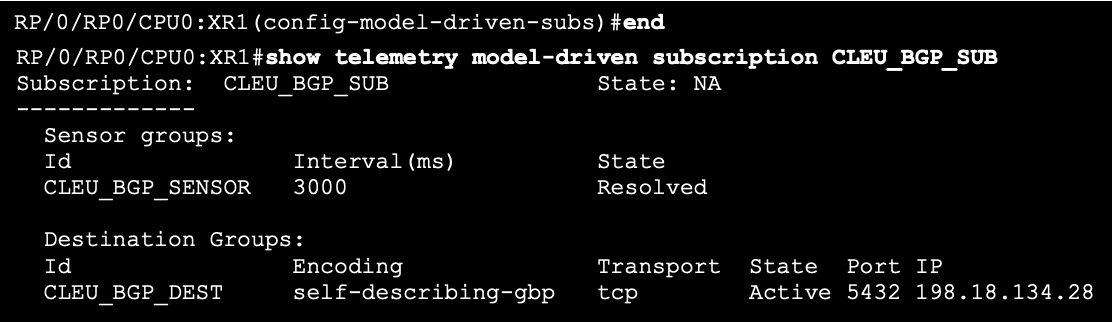 RP/0/RP0/CPU0:XR1(config-model-driven-subs)#end
RP/0/RP0/CPU0:XR1#show telemetry model-driven subscription CLEU_BGP_SUB
Subscription:  CLEU_BGP_SUB               State: NA
-------------
  Sensor groups:
  Id                Interval(ms)          State
  CLEU_BGP_SENSOR   3000                  Resolved

  Destination Groups:
  Id                Encoding              Transport  State  Port IP
  CLEU_BGP_DEST     self-describing-gbp   tcp        Active 5432 198.18.134.28